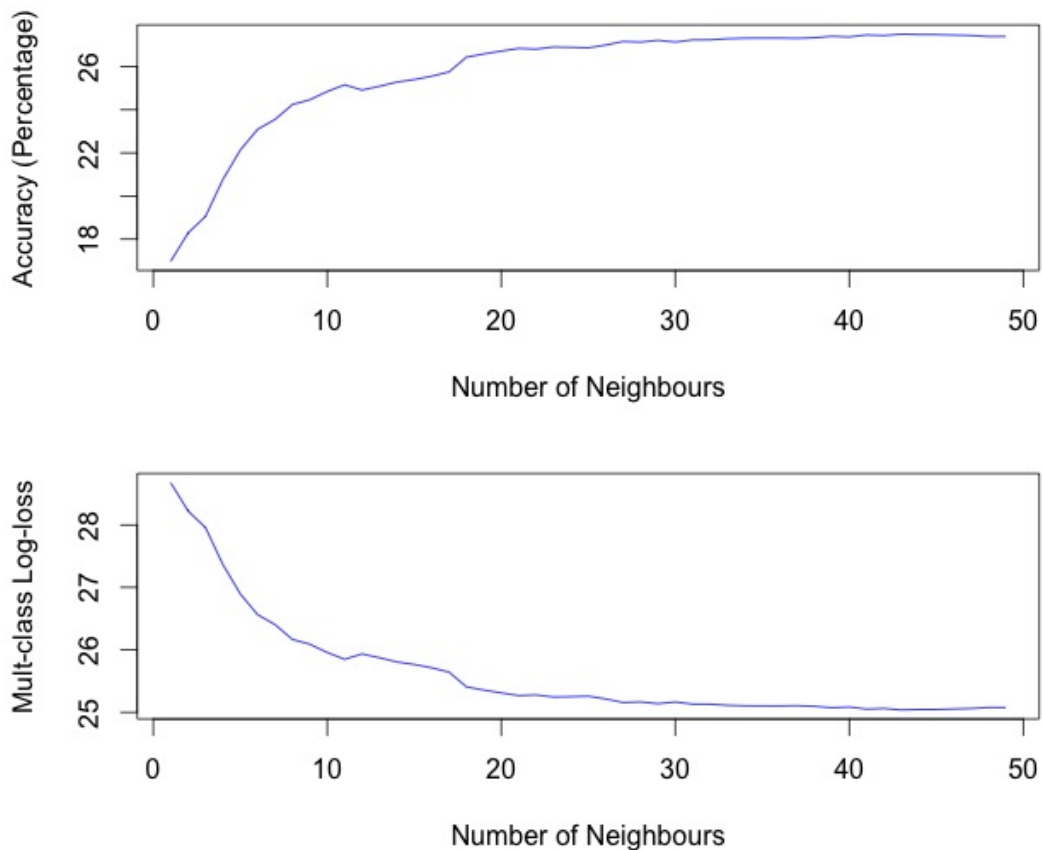 Accuracy (Percentage)
26
22
18
0 10 20 30 40 50
Number of Neighbours
Mult-class Log-loss
28
27
26
25
0 10 20 30 40 50
Number of Neighbours